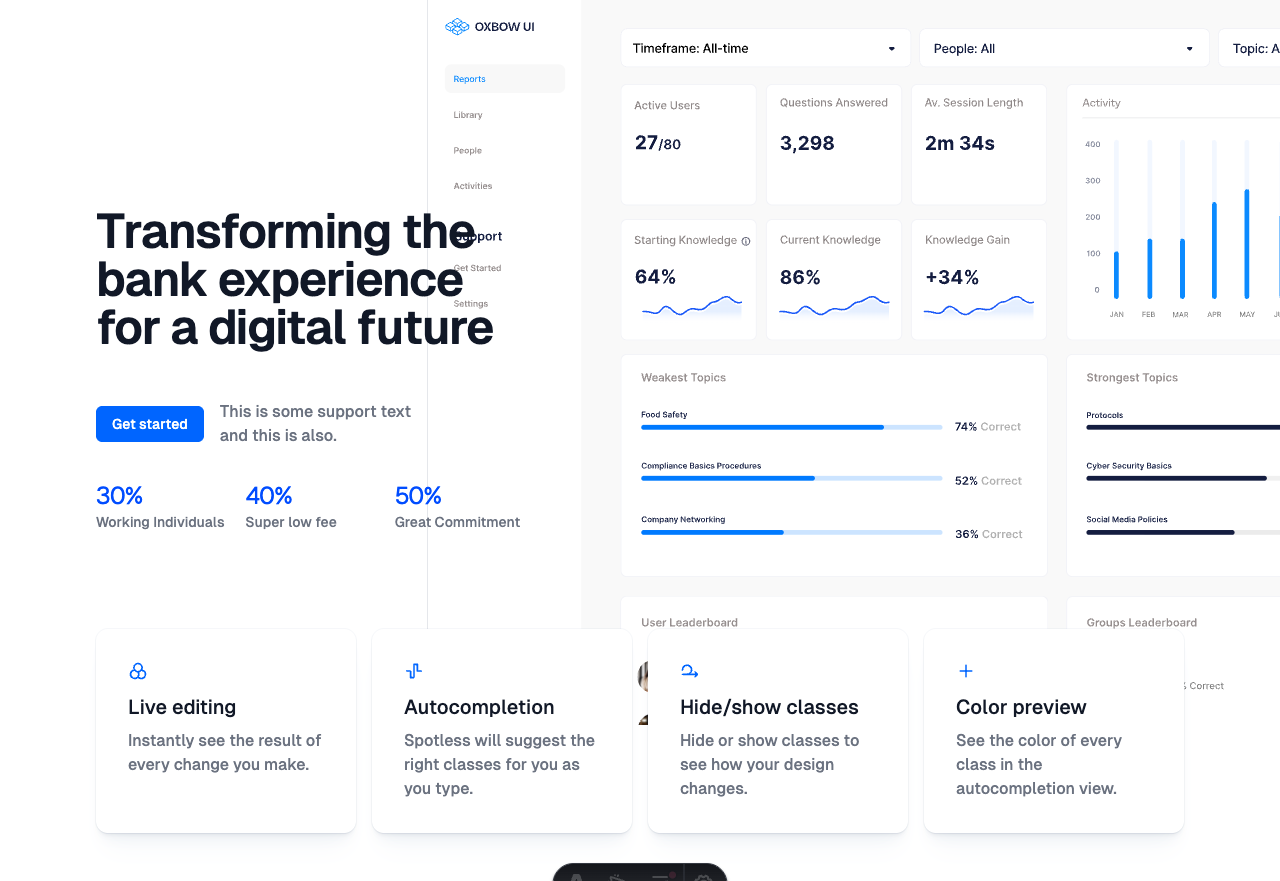 OXBOW UI
Reports
Library
People
Activities
Support
Get Started
Settings
Transforming the
bank experience
for a digital future
Get started
This is some support text
and this is also.
30%
Working Individuals
40%
Super low fee
50%
Great Commitment
Timeframe: All-time
People: All
Topic: A
Active Users
27/80
Questions Answered
3,298
Av. Session Length
2m 34s
Starting Knowledge
64%
Current Knowledge
86%
Knowledge Gain
+34%
Activity
400
300
200
100
0
JAN
FEB
MAR
APR
MAY
Weakest Topics
Food Safety
74% Correct
Compliance Basics Procedures
52% Correct
Company Networking
36% Correct
Strongest Topics
Protocols
Cyber Security Basics
Social Media Policies
User Leaderboard
Groups Leaderboard
% Correct
Live editing
Instantly see the result of
every change you make.
Autocompletion
Spotless will suggest the
right classes for you as
you type.
Hide/show classes
Hide or show classes to
see how your design
changes.
Color preview
See the color of every
class in the
autocompletion view.